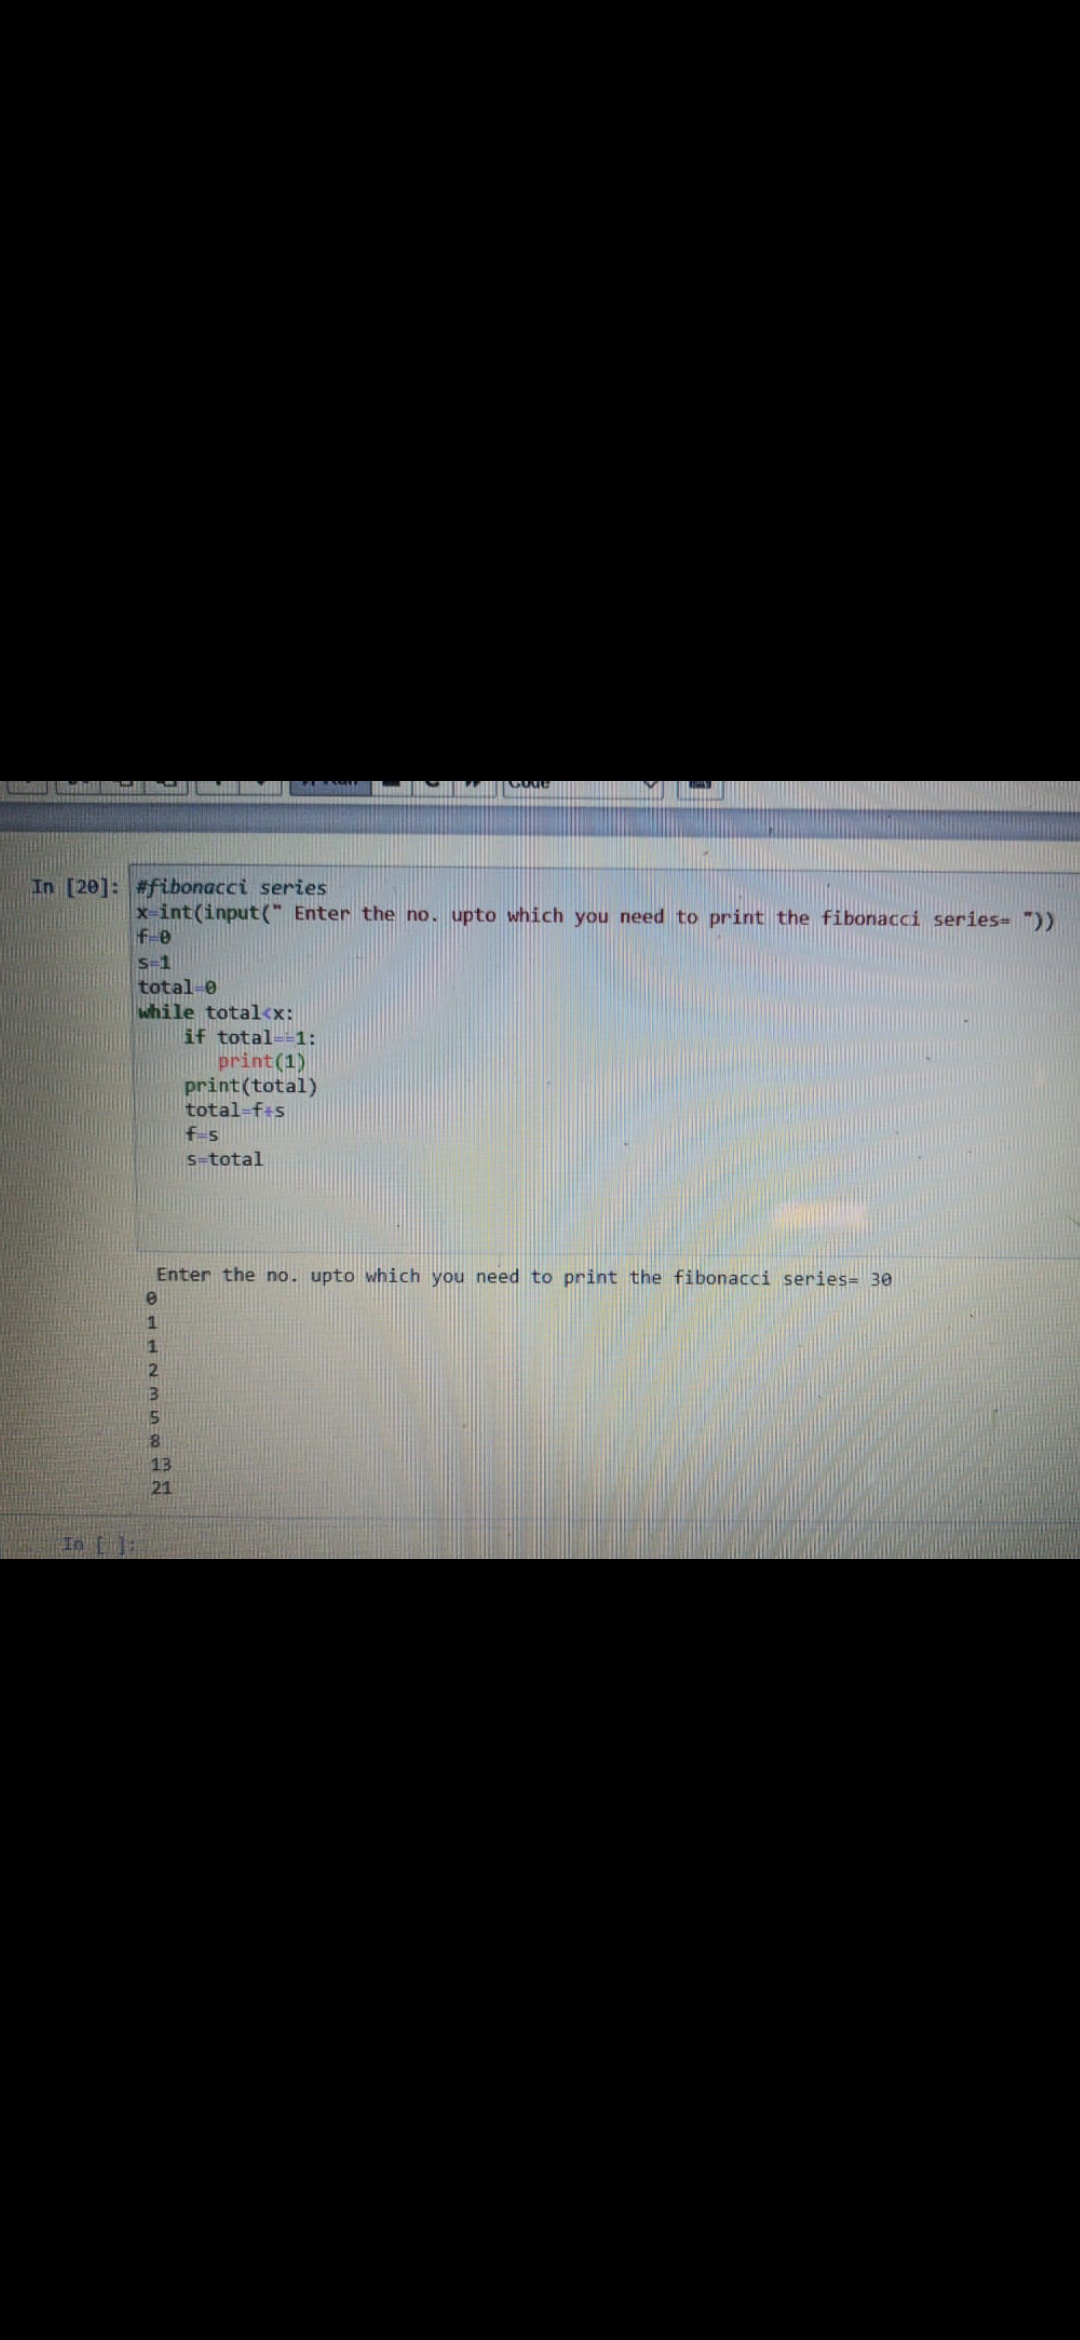 Code
In [20]: #fibonacci series
x=int(input(" Enter the no. upto which you need to print the fibonacci series= "))
f=0
s=1
total=0
while total<x:
if total==1:
print(1)
print(total)
total=f+s
f=s
s=total
Enter the no. upto which you need to print the fibonacci series= 30
0
1
1
2
3
5
8
13
21
In [ ]: